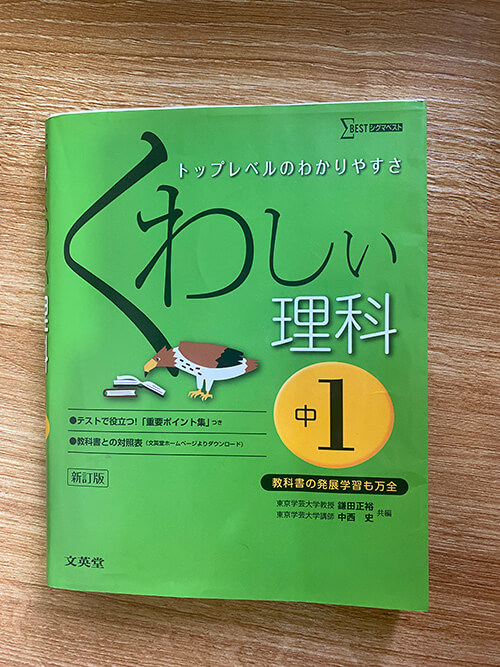 ΣBEST シグマベスト
トップレベルのわかりやすさ
くわしい
理科
中1
●テストで役立つ!「重要ポイント集」つき
●教科書との対照表(文英堂ホームページよりダウンロード)
新訂版
教科書の発展学習も万全
東京学芸大学教授 鎌田正裕
東京学芸大学講師 中西 史 共編
文英堂